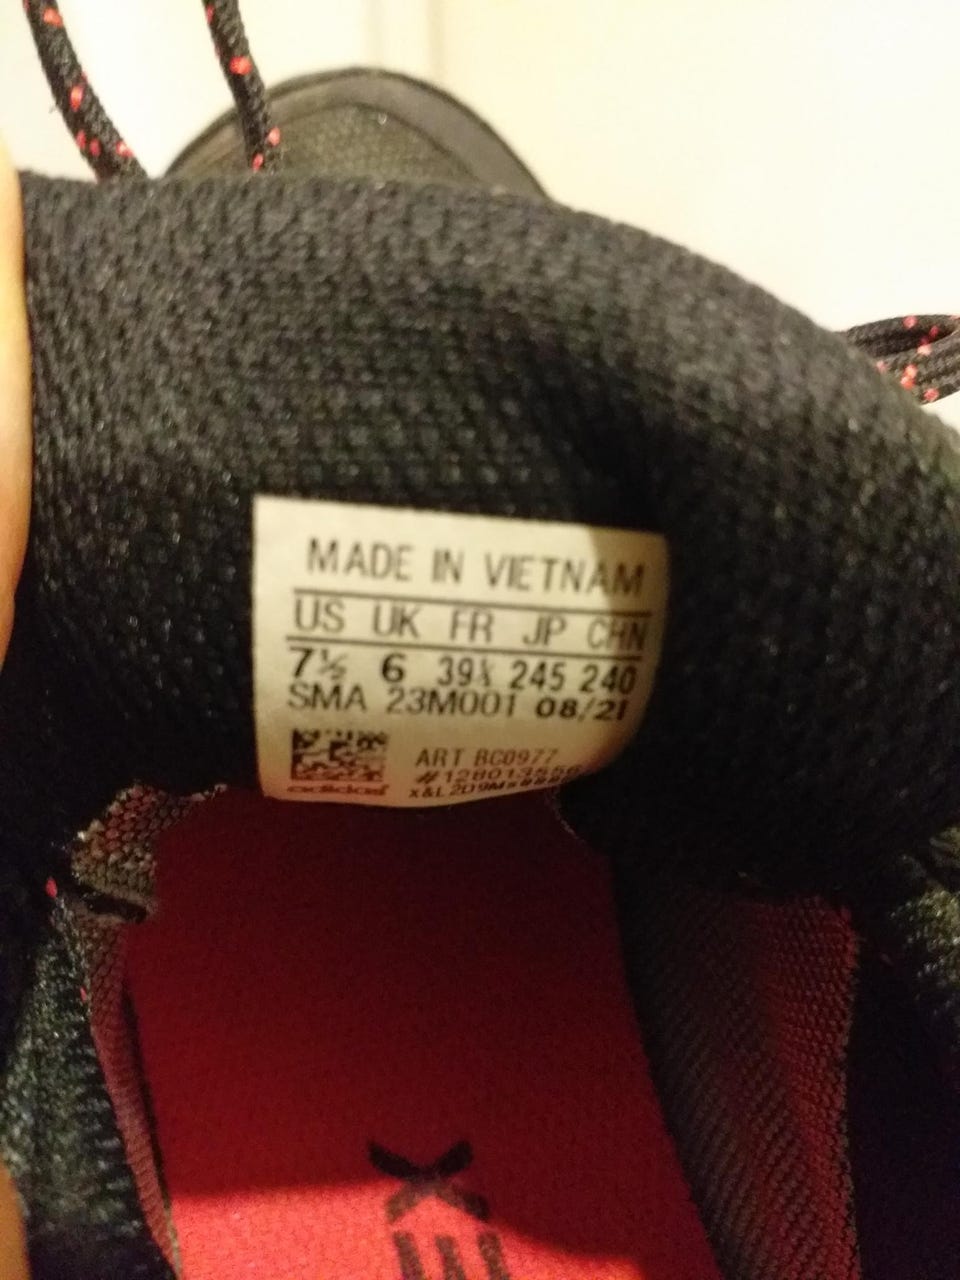 MADE IN VIETNAM
US UK FR JP CHN
7½ 6 39⅓ 245 240
SMA 23M001 08/21
ART BC0977
adidas